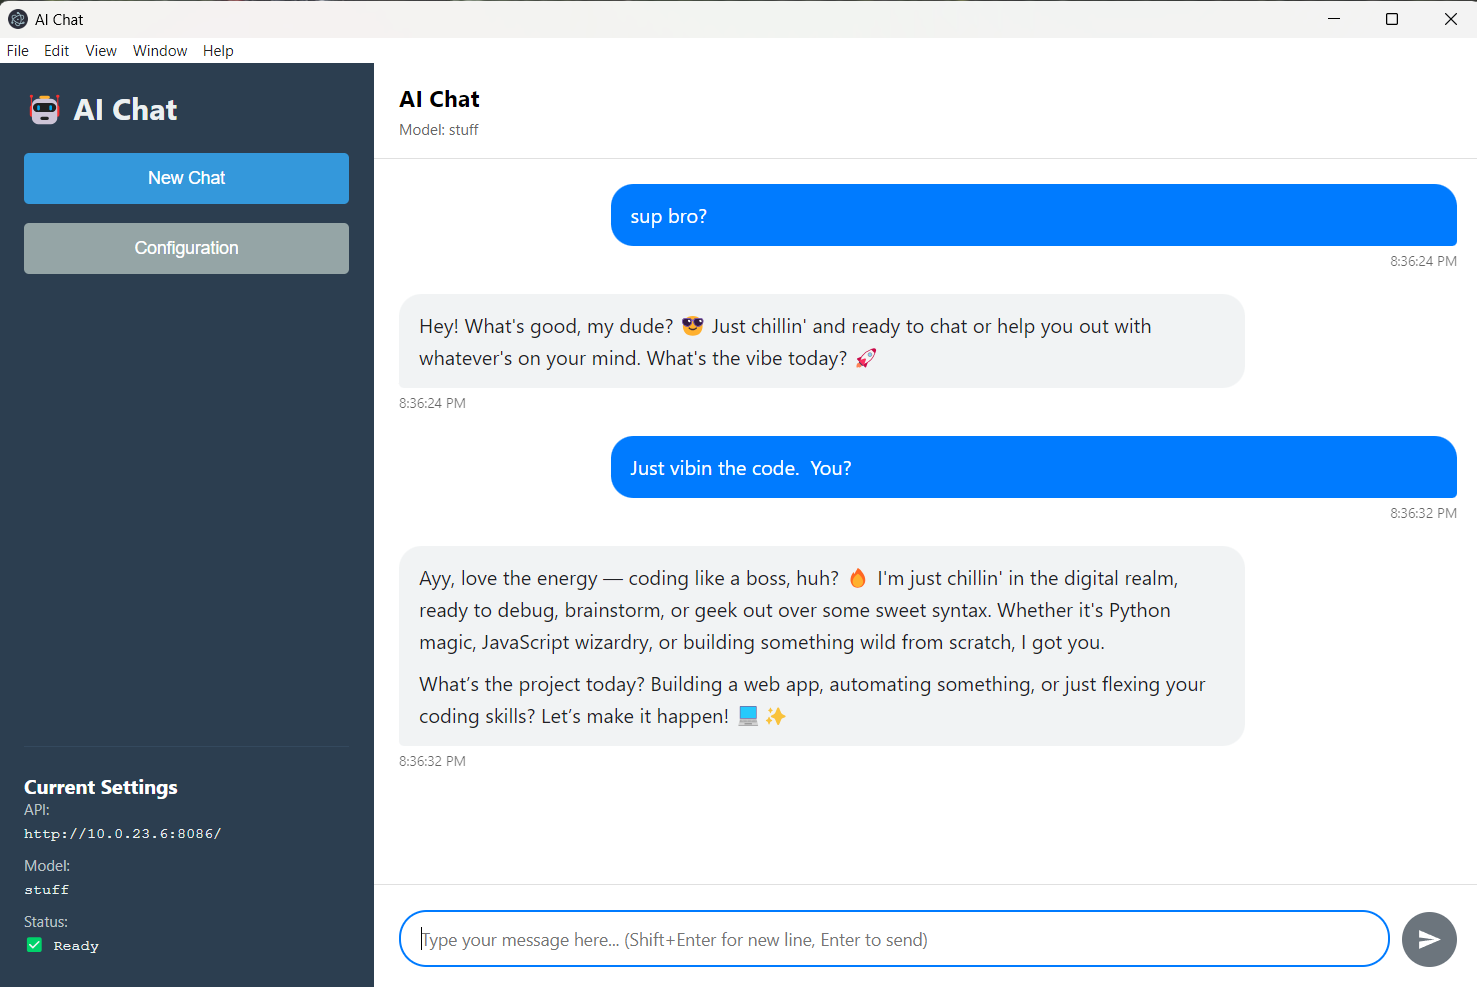 AI Chat
File Edit View Window Help
AI Chat
New Chat
Configuration
Current Settings
API:
http://10.0.23.6:8086/
Model:
stuff
Status:
✅ Ready
AI Chat
Model: stuff
sup bro?
8:36:24 PM
Hey! What's good, my dude? 😎 Just chillin' and ready to chat or help you out with
whatever's on your mind. What's the vibe today? 🚀
8:36:24 PM
Just vibin the code.  You?
8:36:32 PM
Ayy, love the energy — coding like a boss, huh? 🔥 I'm just chillin' in the digital realm,
ready to debug, brainstorm, or geek out over some sweet syntax. Whether it's Python
magic, JavaScript wizardry, or building something wild from scratch, I got you.
What’s the project today? Building a web app, automating something, or just flexing your
coding skills? Let’s make it happen! 💻 ✨
8:36:32 PM
Type your message here... (Shift+Enter for new line, Enter to send)